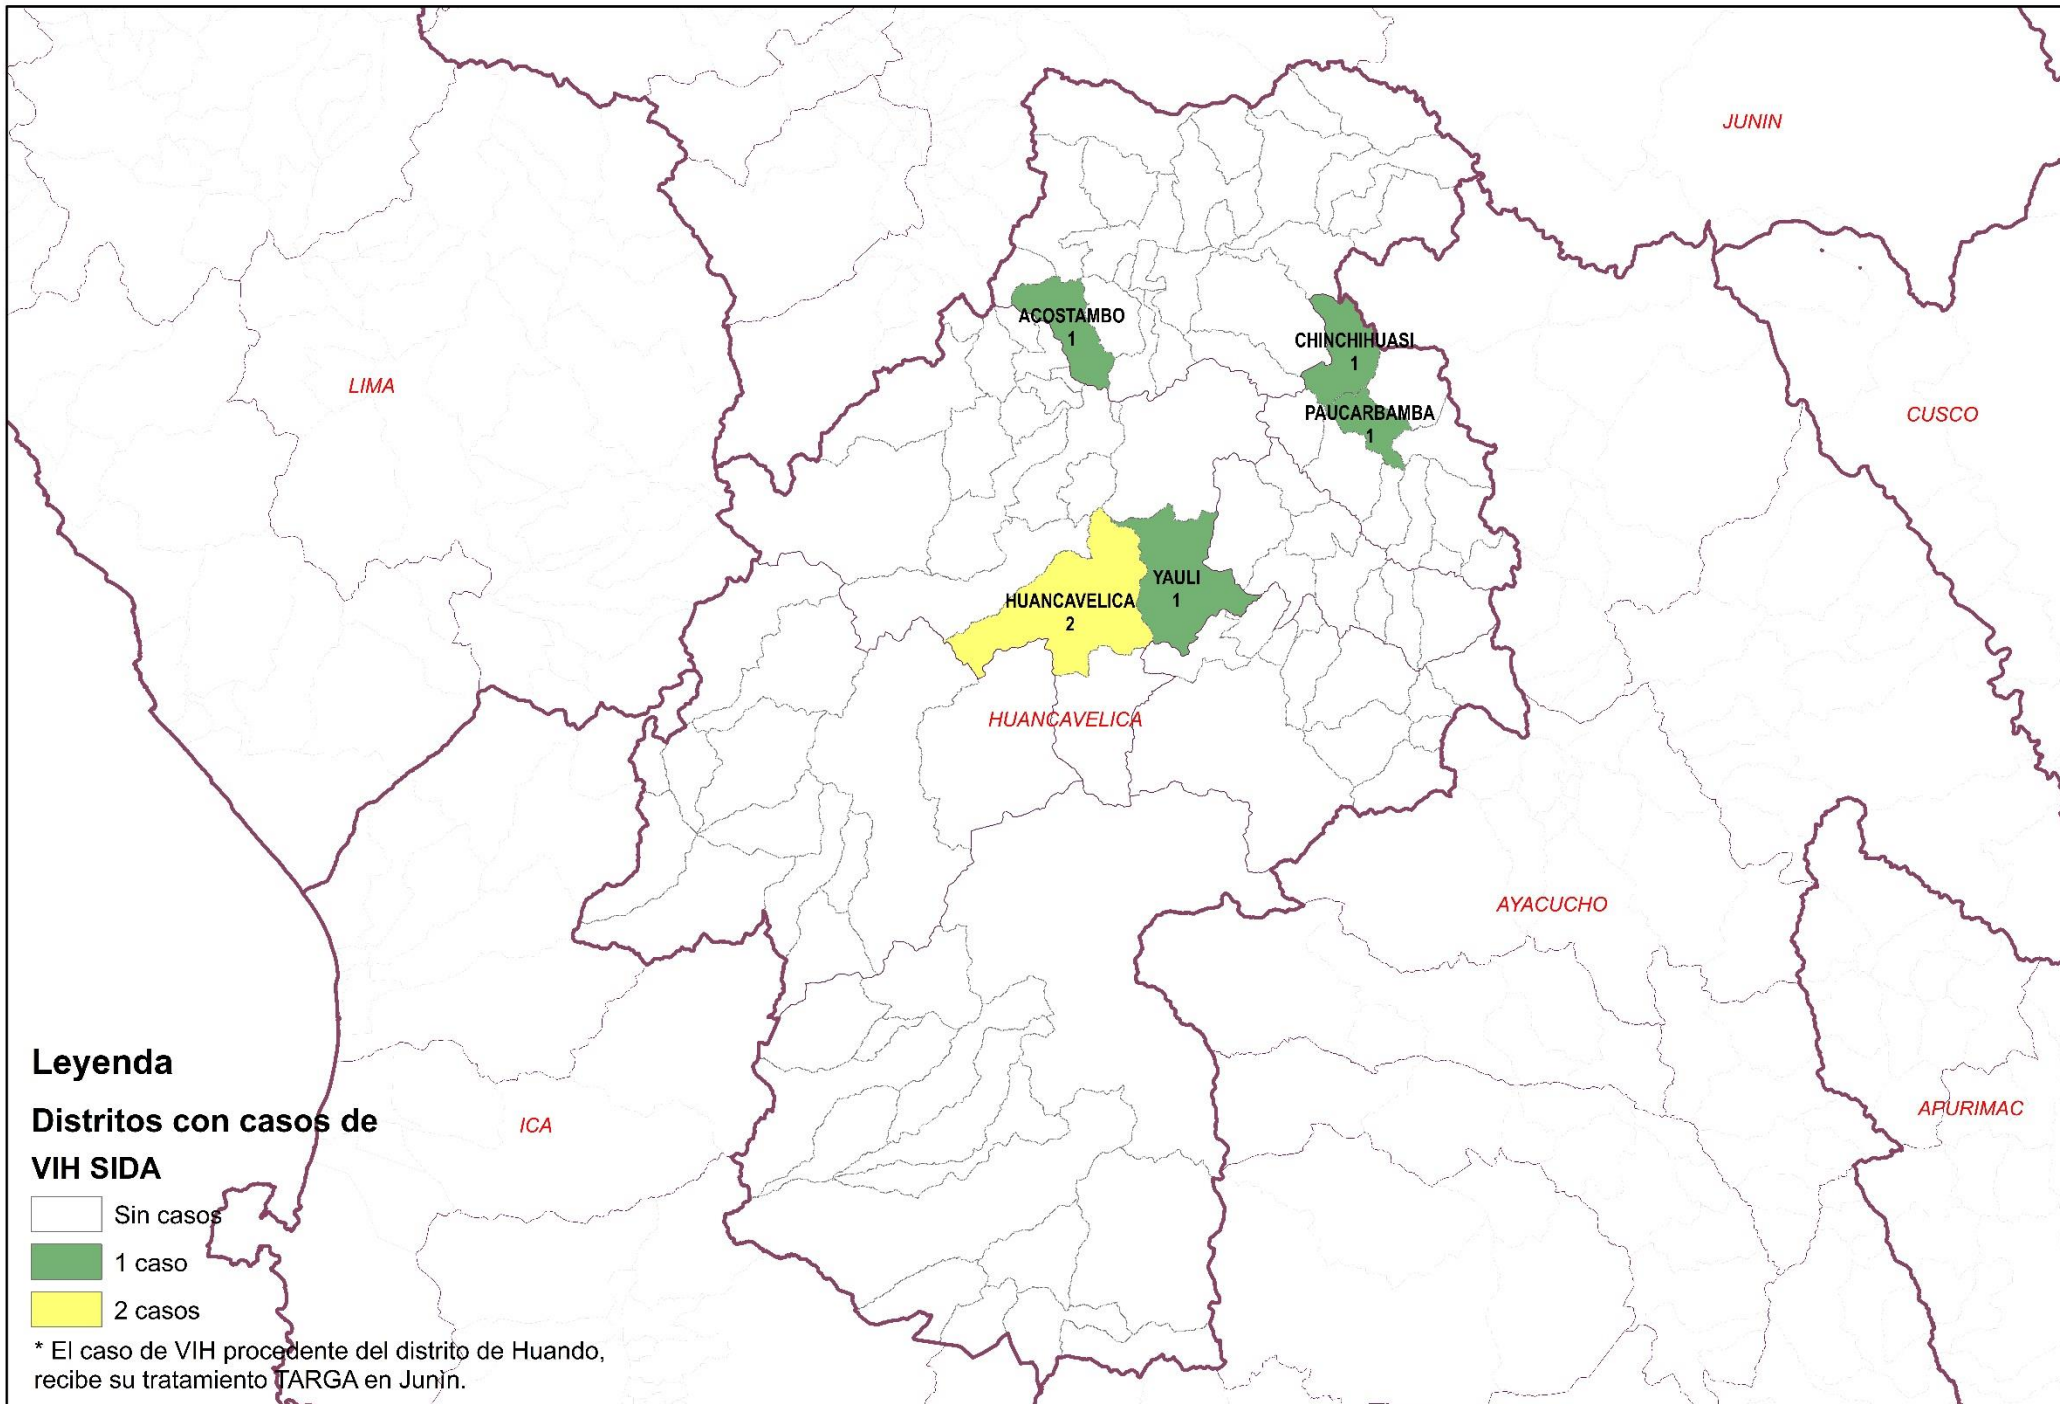 JUNIN
ACOSTAMBO
1
CHINCHIHUASI
1
LIMA
PAUCARBAMBA
1
CUSCO
YAULI
1
HUANCAVELICA
2
HUANCAVELICA
AYACUCHO
ICA
APURIMAC
Leyenda
Distritos con casos de
VIH SIDA
Sin casos
1 caso
2 casos
* El caso de VIH procedente del distrito de Huando,
recibe su tratamiento TARGA en Junin.